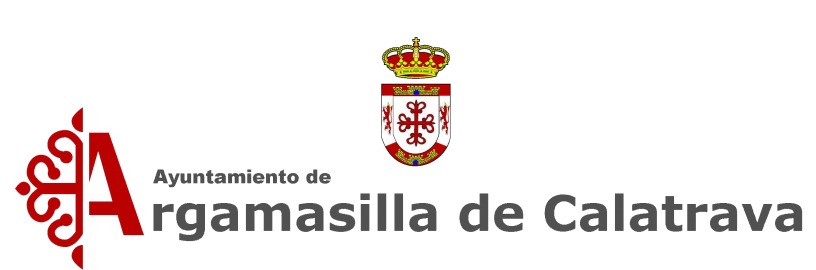 Ayuntamiento de
Argamasilla de Calatrava